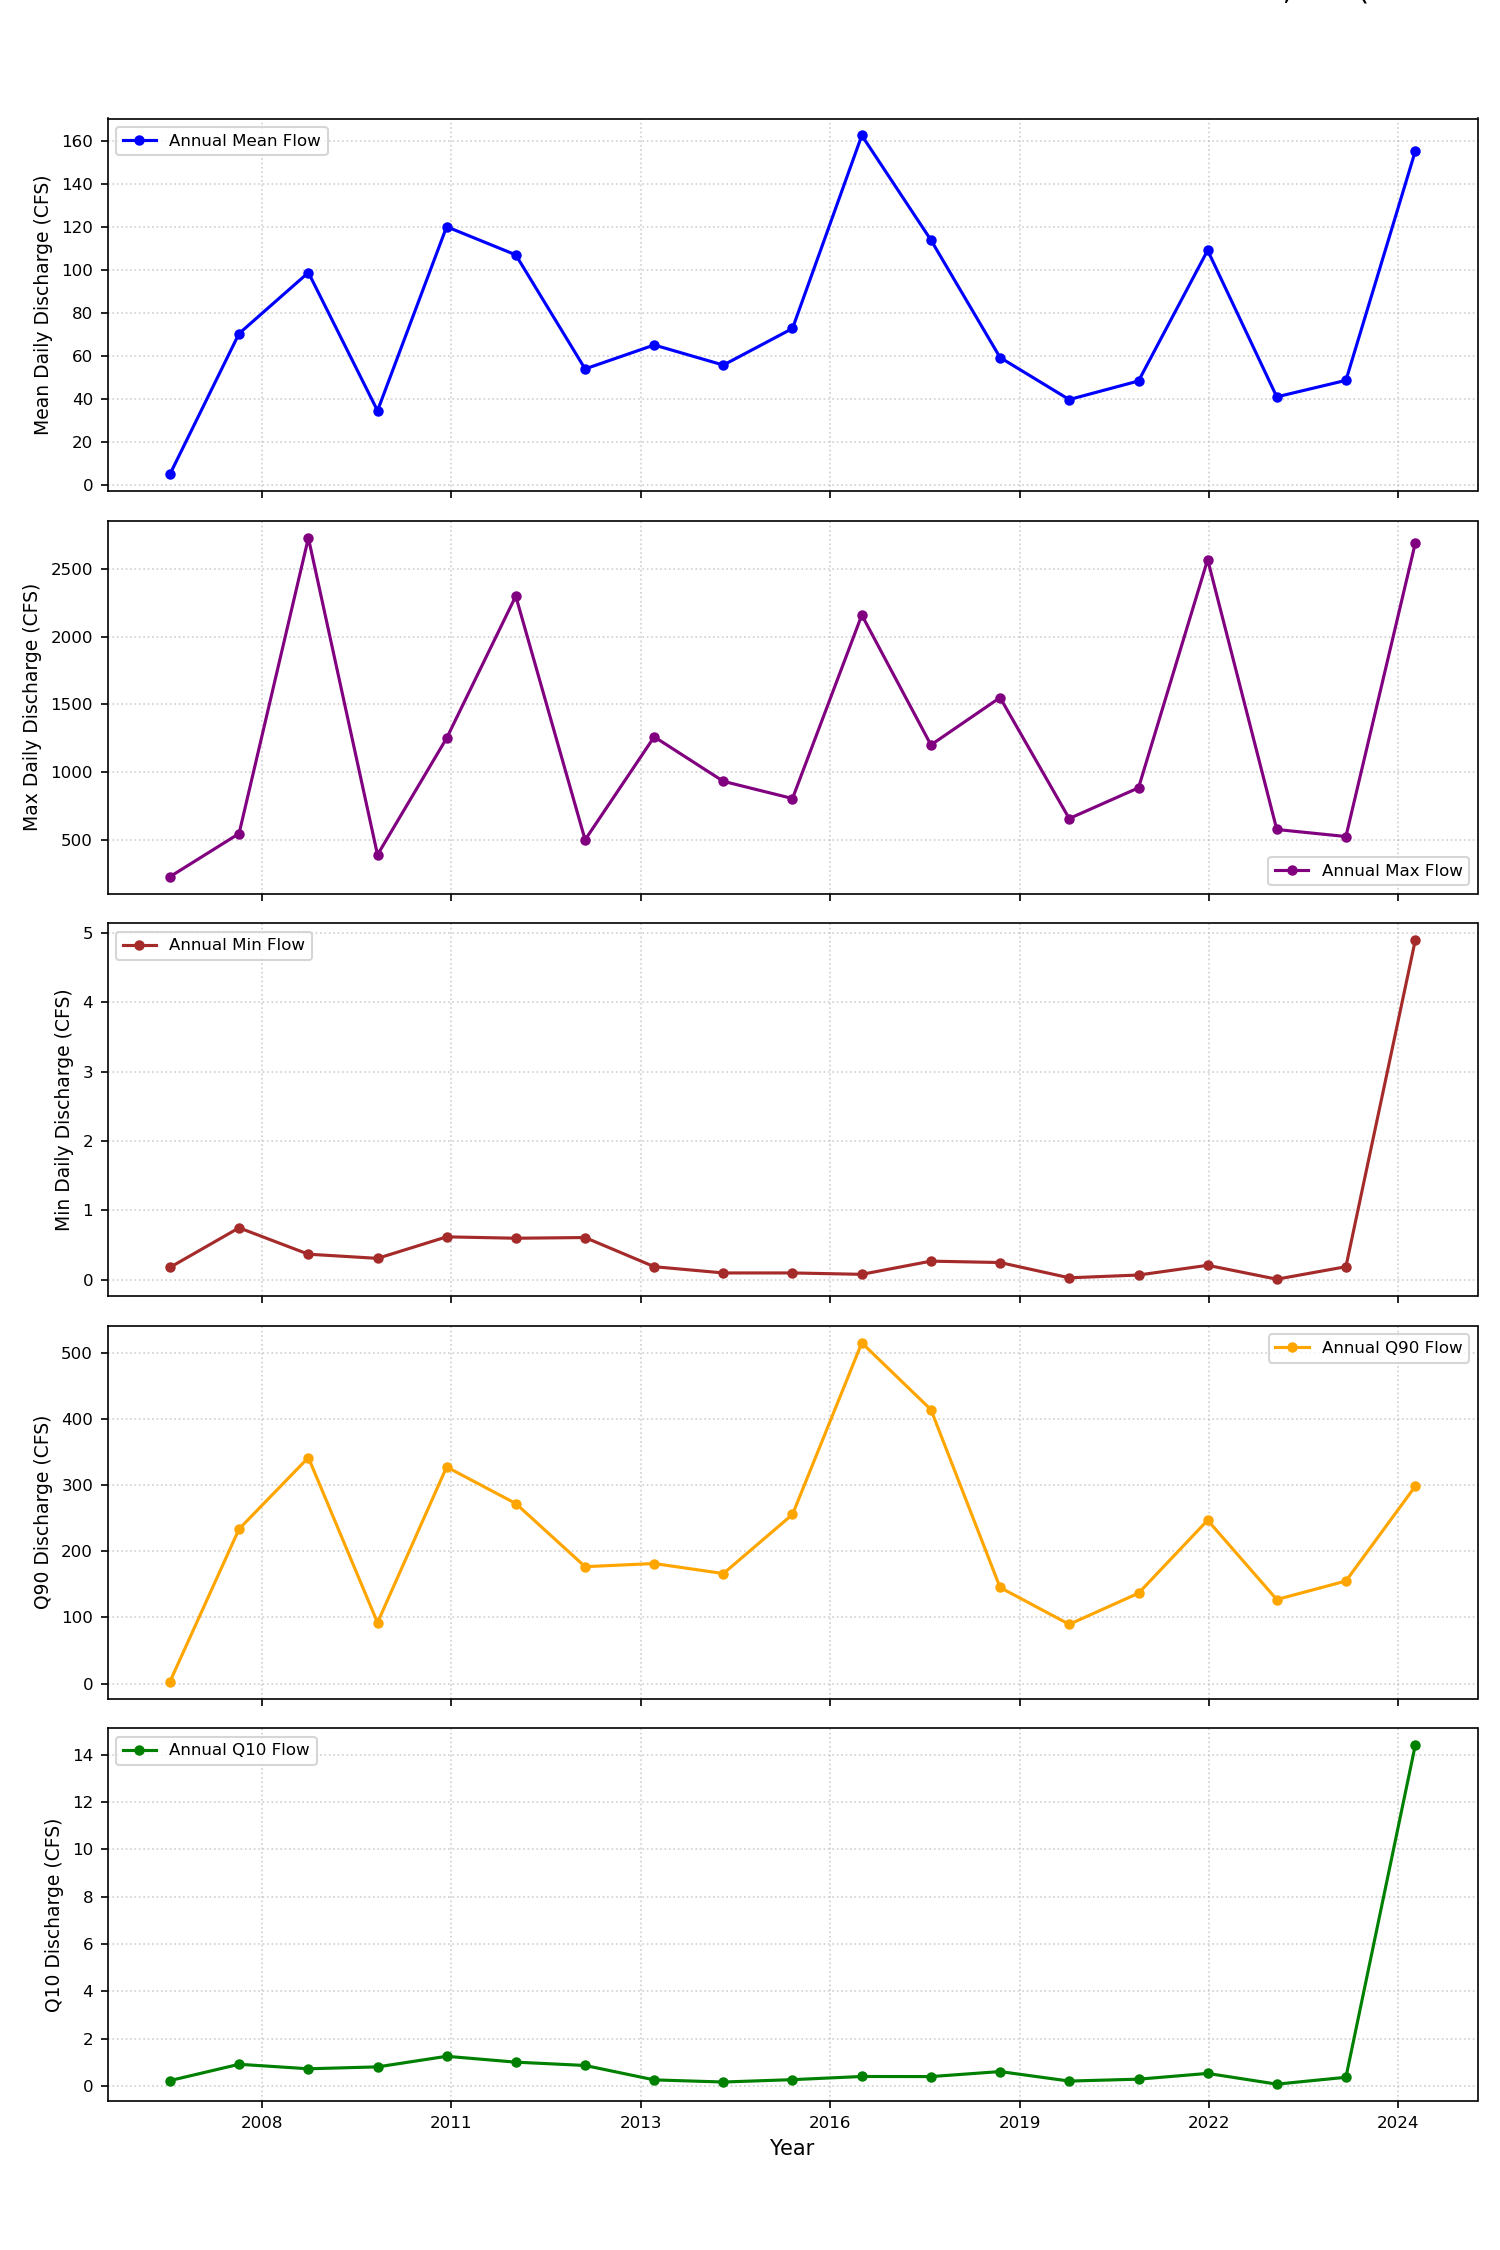 Annual Mean Flow
Mean Daily Discharge (CFS)
160
140
120
100
80
60
40
20
0
Max Daily Discharge (CFS)
2500
2000
1500
1000
500
Annual Max Flow
Annual Min Flow
Min Daily Discharge (CFS)
5
4
3
2
1
0
Annual Q90 Flow
Q90 Discharge (CFS)
500
400
300
200
100
0
Annual Q10 Flow
Q10 Discharge (CFS)
14
12
10
8
6
4
2
0
2008 2011 2013 2016 2019 2022 2024
Year